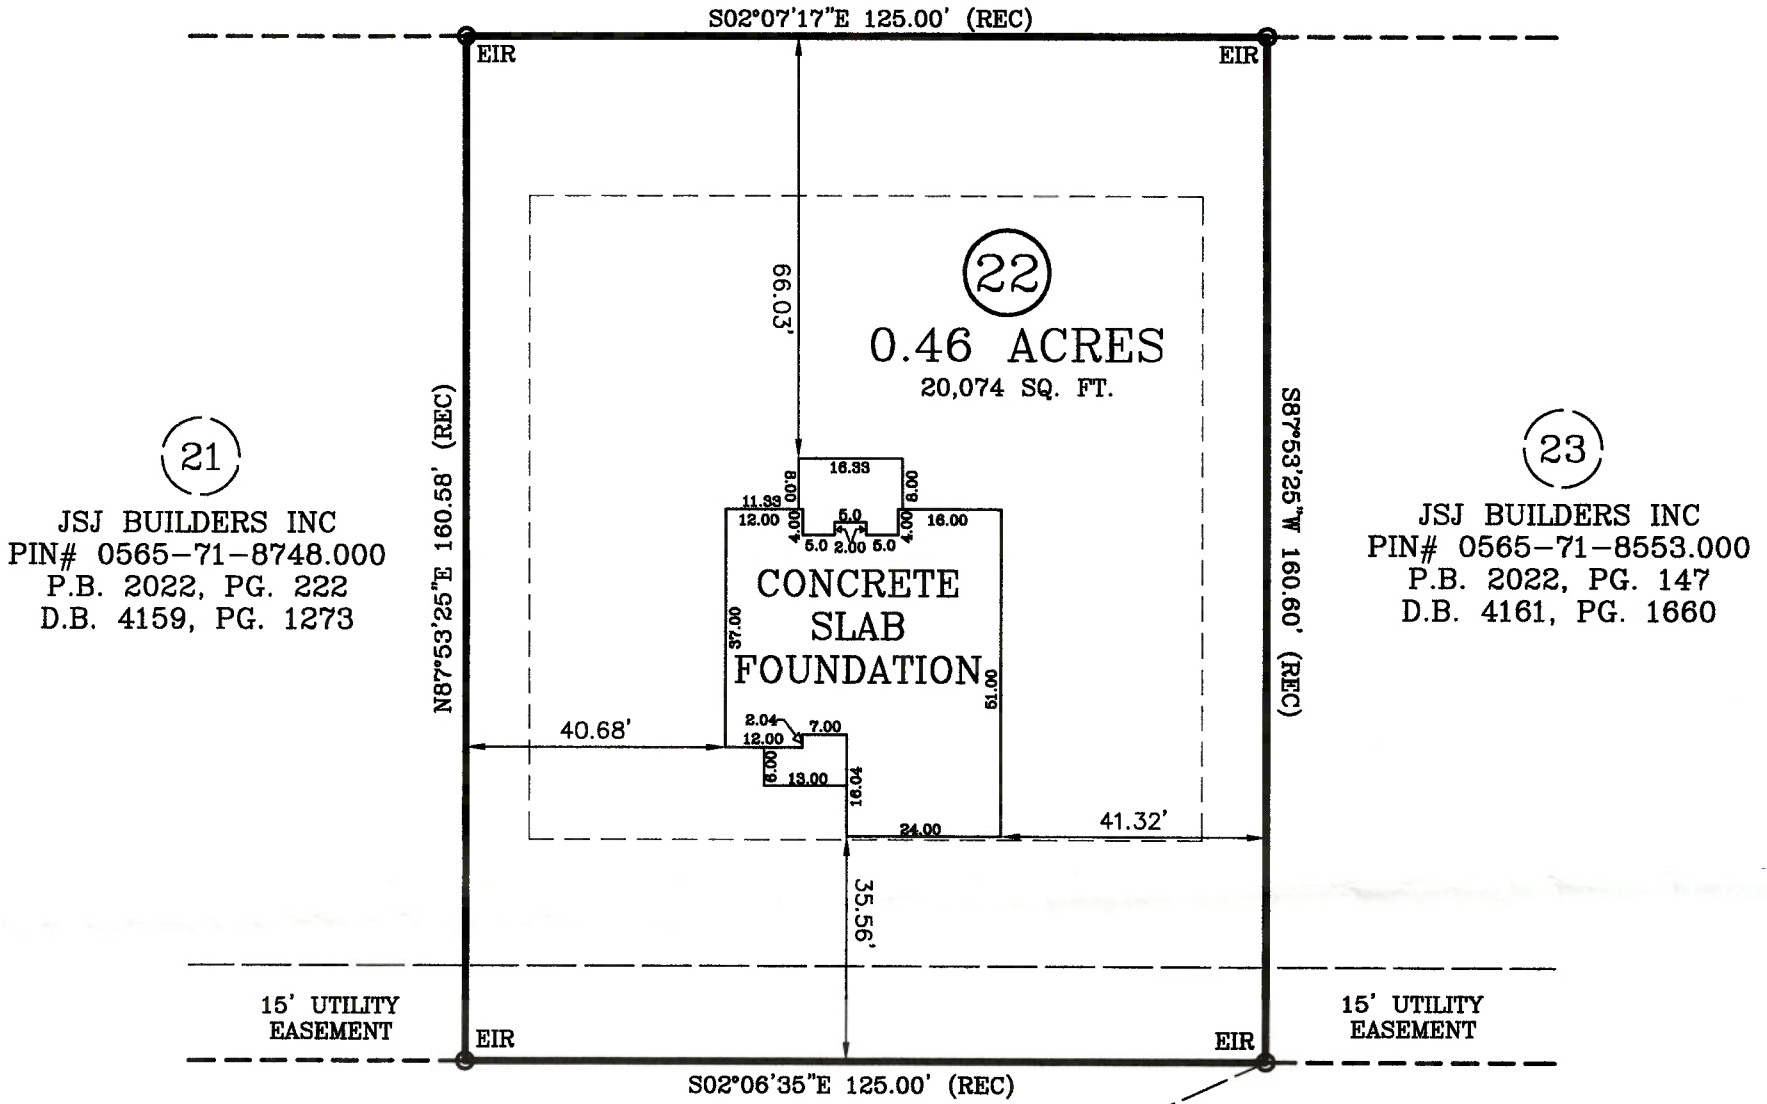 S02°07'17"E 125.00' (REC)
EIR
EIR
66.03'
22
0.46 ACRES
20,074 SQ. FT.
N87°53'25"E 160.58' (REC)
S87°53'25"W 160.60' (REC)
21
JSJ BUILDERS INC
PIN# 0565-71-8748.000
P.B. 2022, PG. 222
D.B. 4159, PG. 1273
23
JSJ BUILDERS INC
PIN# 0565-71-8553.000
P.B. 2022, PG. 147
D.B. 4161, PG. 1660
16.33
8.00
8.00
11.33
12.00
4.00
5.0
5.0
2.00
5.0
4.00
16.00
CONCRETE
SLAB
FOUNDATION
37.00
51.00
2.04
7.00
12.00
6.00
13.00
16.04
24.00
40.68'
41.32'
35.56'
15' UTILITY
EASEMENT
15' UTILITY
EASEMENT
EIR
EIR
S02°06'35"E 125.00' (REC)